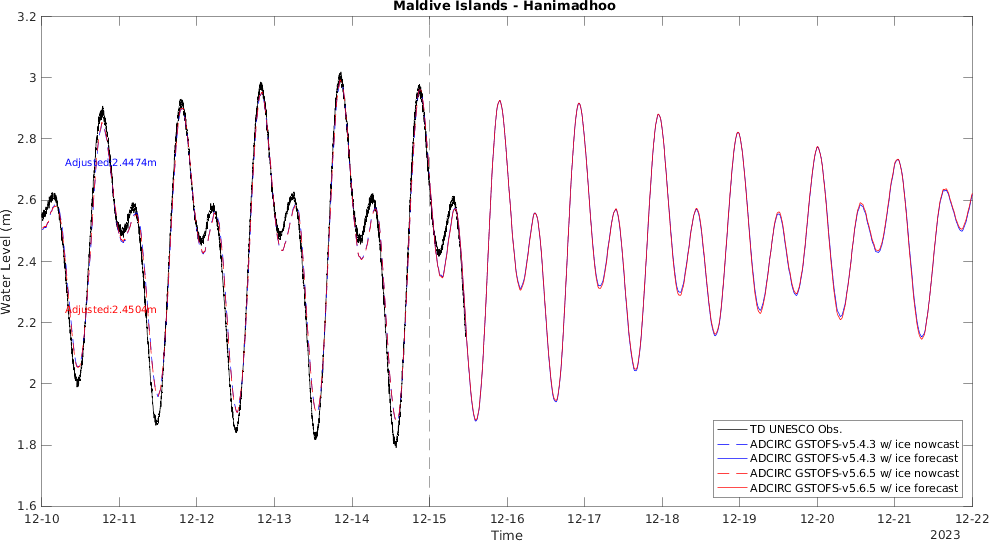 Maldive Islands - Hanimadhoo
3.2
3
2.8
2.6
2.4
2.2
2
1.8
1.6
Water Level (m)
Adjusted:2.4474m
Adjusted:2.4504m
TD UNESCO Obs.
ADCIRC GSTOFS-v5.4.3 w/ ice nowcast
ADCIRC GSTOFS-v5.4.3 w/ ice forecast
ADCIRC GSTOFS-v5.6.5 w/ ice nowcast
ADCIRC GSTOFS-v5.6.5 w/ ice forecast
12-10 12-11 12-12 12-13 12-14 12-15 12-16 12-17 12-18 12-19 12-20 12-21 12-22
Time
2023